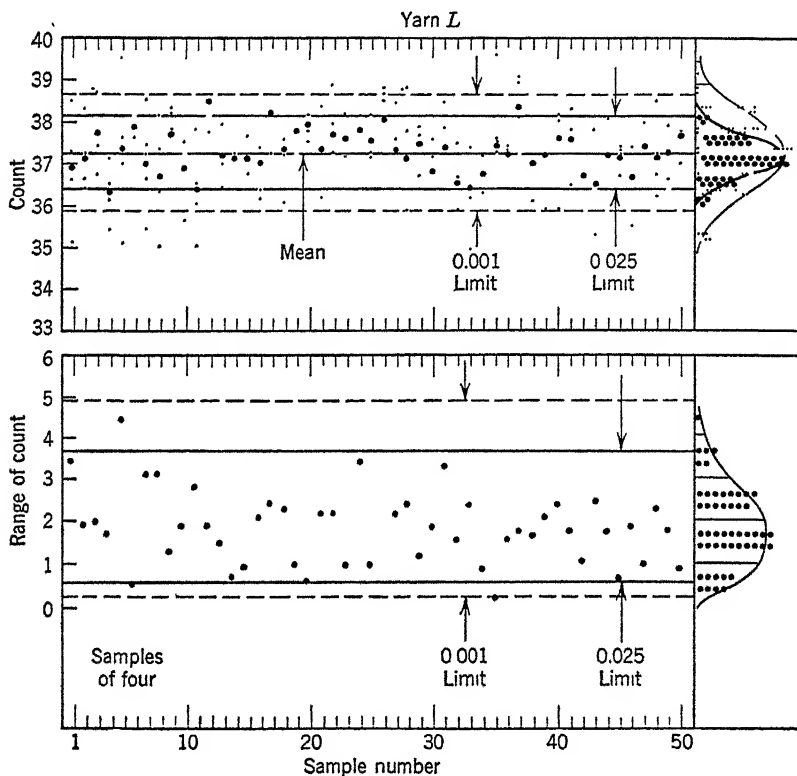 Yarn L
40
39
38
37
36
35
34
33
Count
Mean
0.001
Limit
0 025
Limit
6
5
4
3
2
1
0
Range of count
Samples
of four
0 001
Limit
0.025
Limit
1
10
20
30
40
50
Sample number